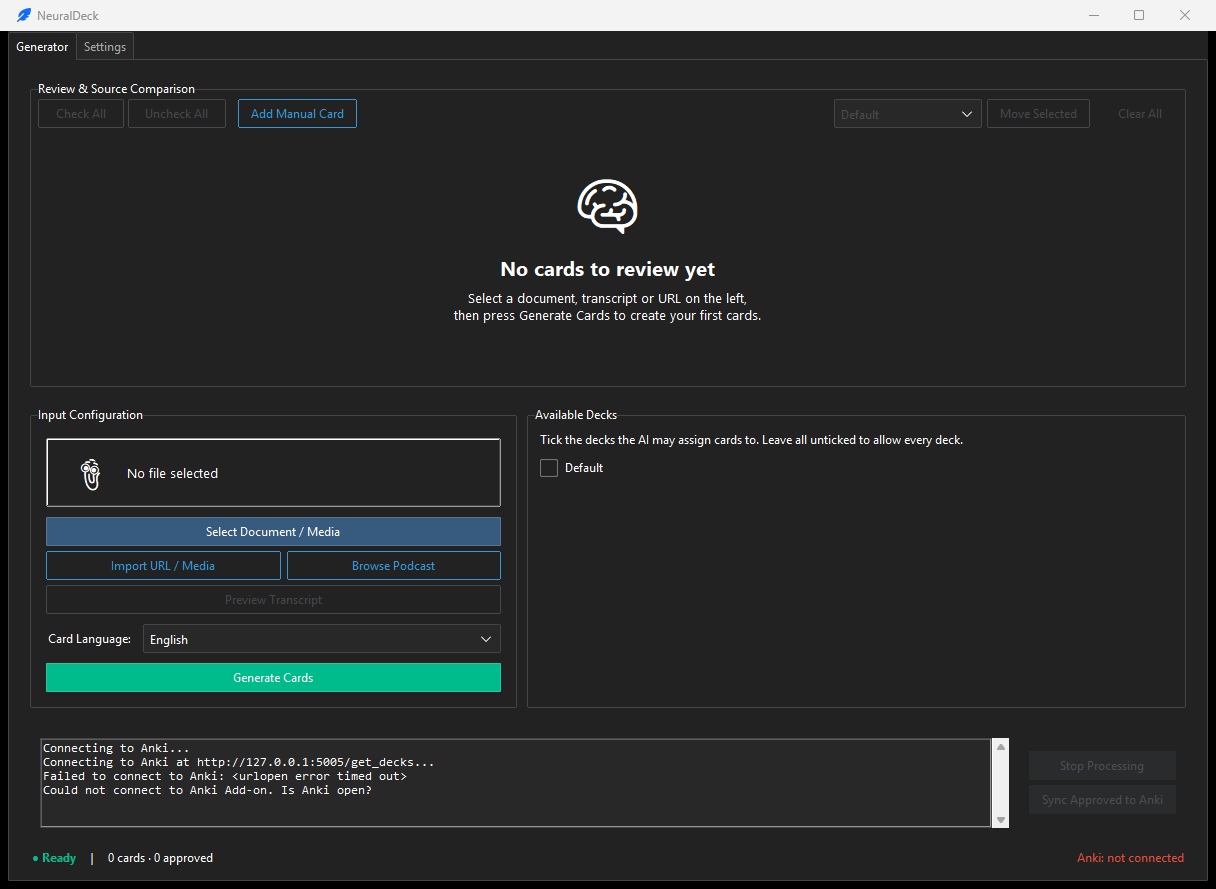 NeuralDeck
Generator
Settings
Review & Source Comparison
Check All
Uncheck All
Add Manual Card
Default
Move Selected
Clear All
No cards to review yet
Select a document, transcript or URL on the left,
then press Generate Cards to create your first cards.
Input Configuration
No file selected
Select Document / Media
Import URL / Media
Browse Podcast
Preview Transcript
Card Language:
English
Generate Cards
Available Decks
Tick the decks the AI may assign cards to. Leave all unticked to allow every deck.
Default
Connecting to Anki...
Connecting to Anki at http://127.0.0.1:5005/get_decks...
Failed to connect to Anki: <urlopen error timed out>
Could not connect to Anki Add-on. Is Anki open?
Stop Processing
Sync Approved to Anki
● Ready | 0 cards · 0 approved
Anki: not connected